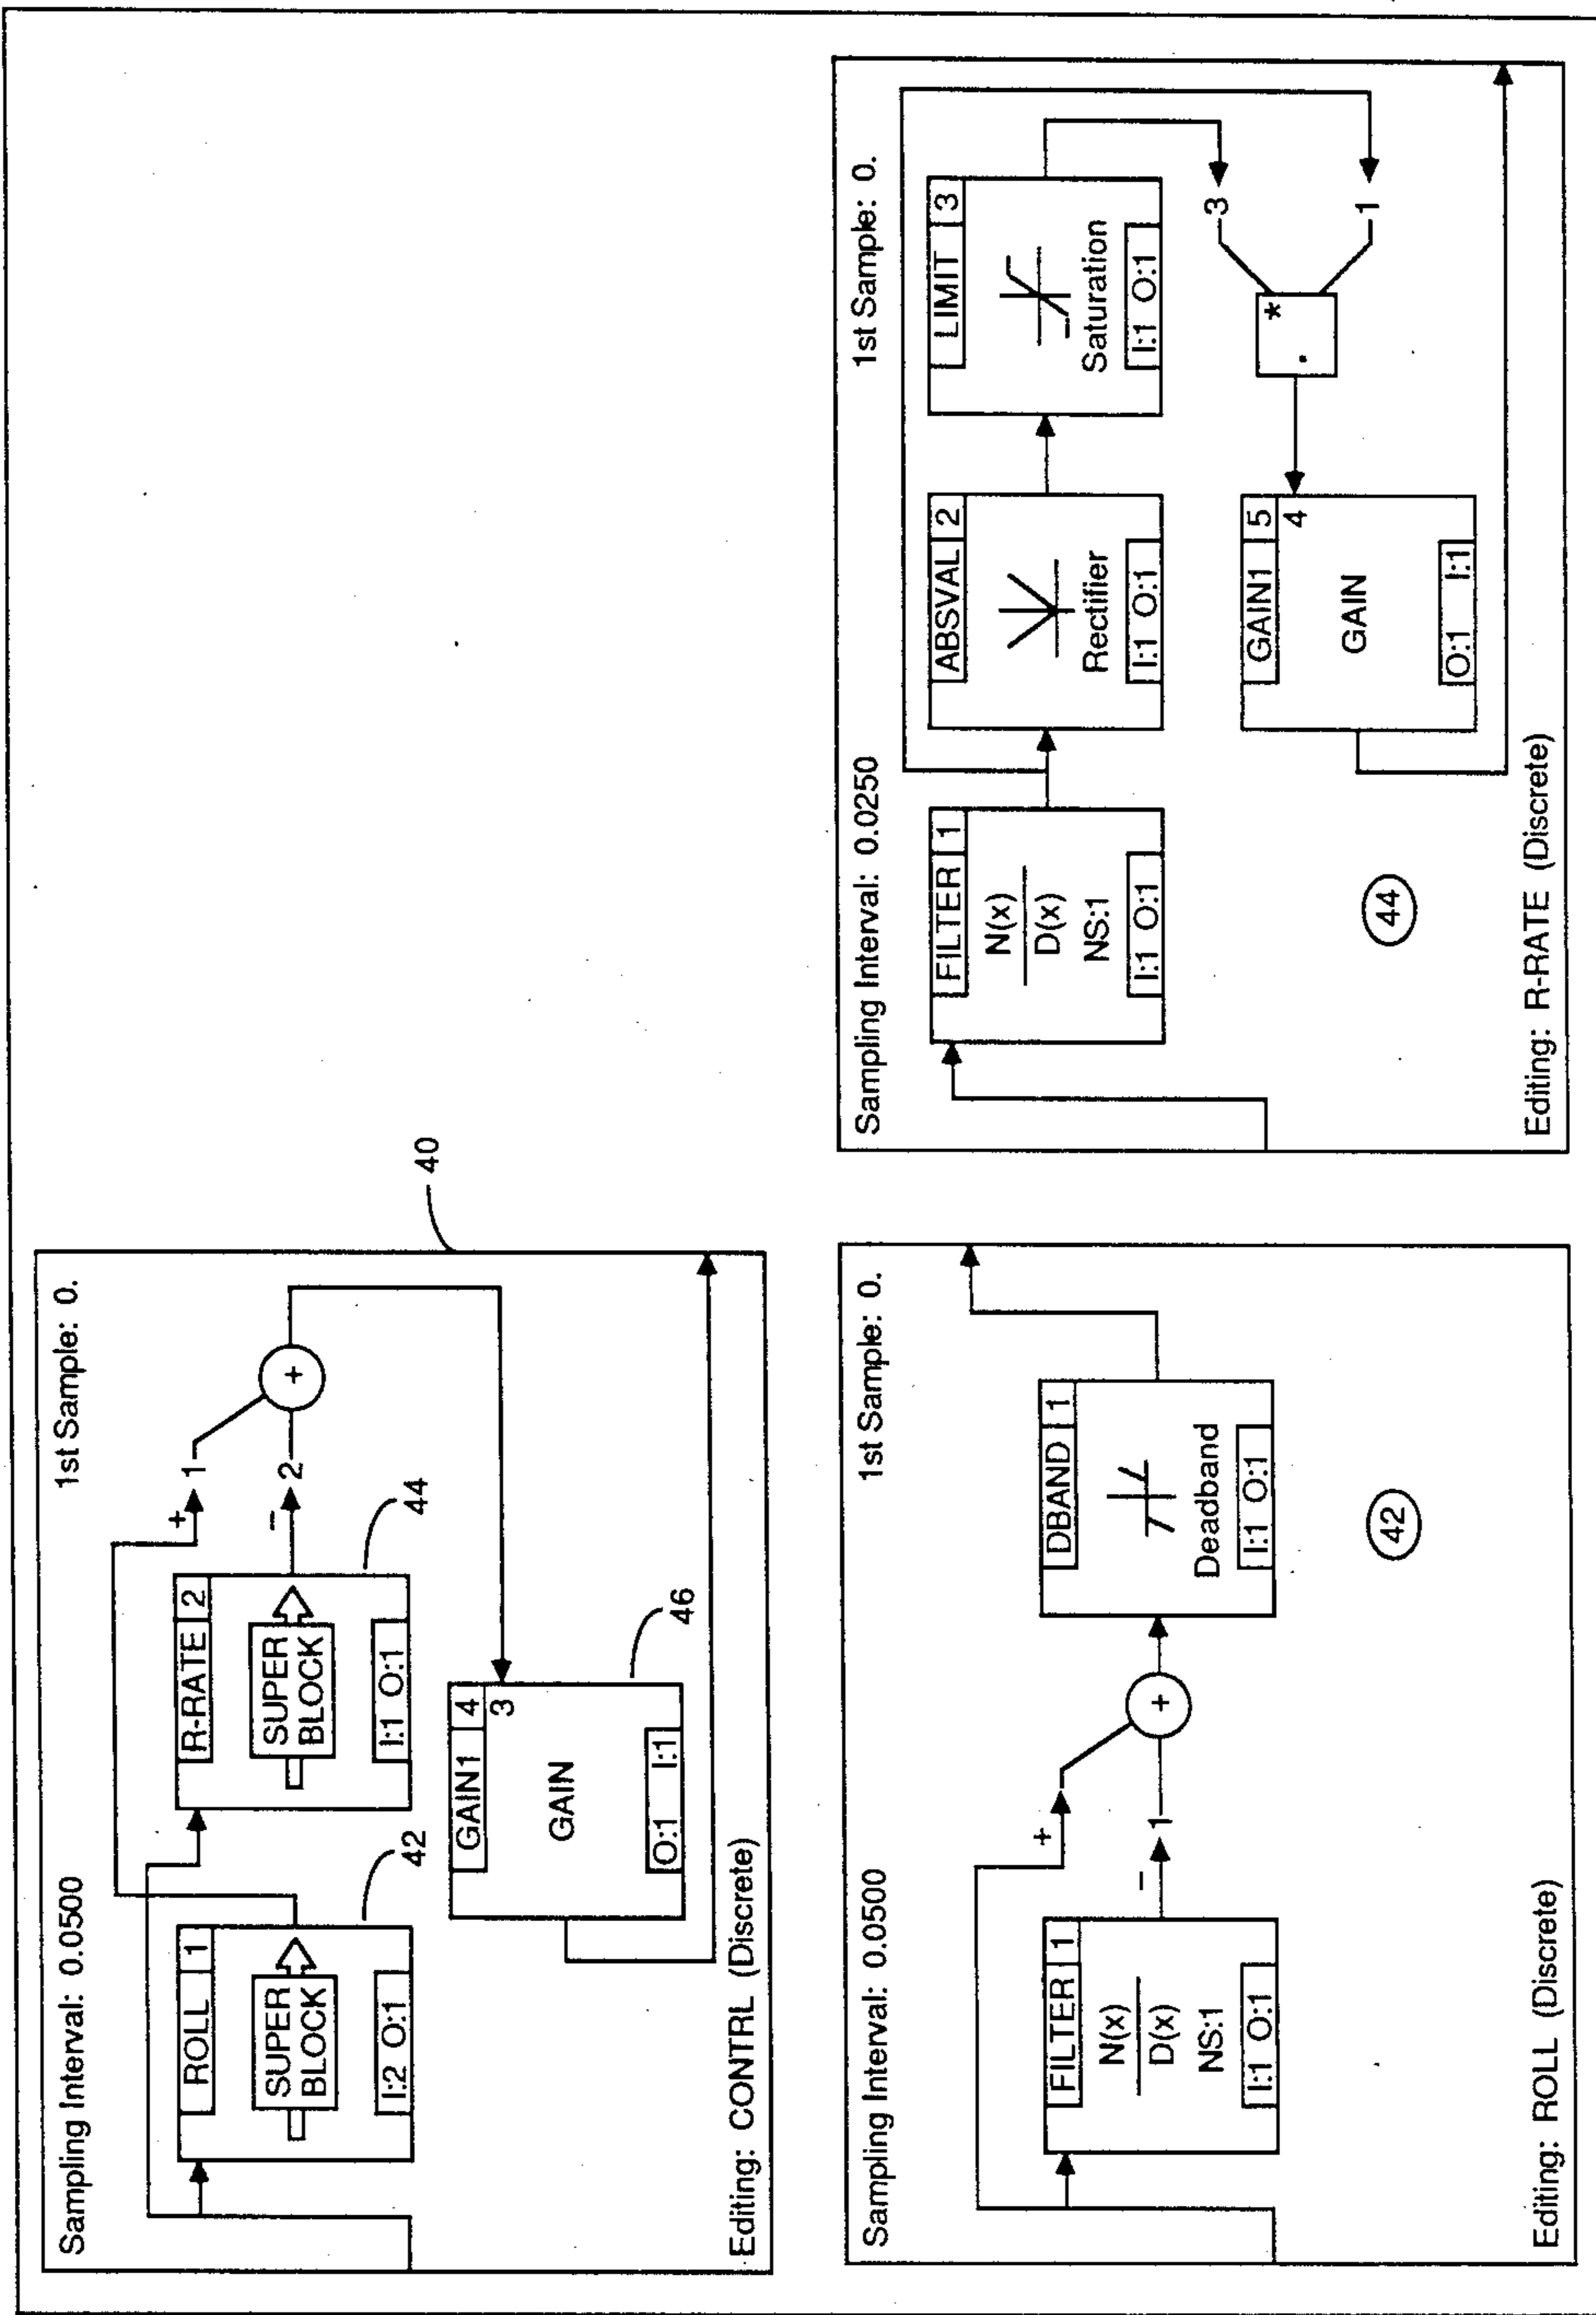 Sampling Interval: 0.0500 1st Sample: 0.
ROLL 1
SUPER
BLOCK
I:2 O:1
42
R-RATE 2
SUPER
BLOCK
I:1 O:1
44
+
1
-
2
+
40
GAIN1 4
3
GAIN
O:1 I:1
46
Editing: CONTRL (Discrete)
Sampling Interval: 0.0500 1st Sample: 0.
FILTER 1
N(x)
D(x)
NS:1
I:1 O:1
+
-
1
+
DBAND 1
Deadband
I:1 O:1
42
Editing: ROLL (Discrete)
Sampling Interval: 0.0250 1st Sample: 0.
FILTER 1
N(x)
D(x)
NS:1
I:1 O:1
ABSVAL 2
Rectifier
I:1 O:1
LIMIT 3
Saturation
I:1 O:1
3
1
*
.
GAIN1 5
4
GAIN
O:1 I:1
44
Editing: R-RATE (Discrete)